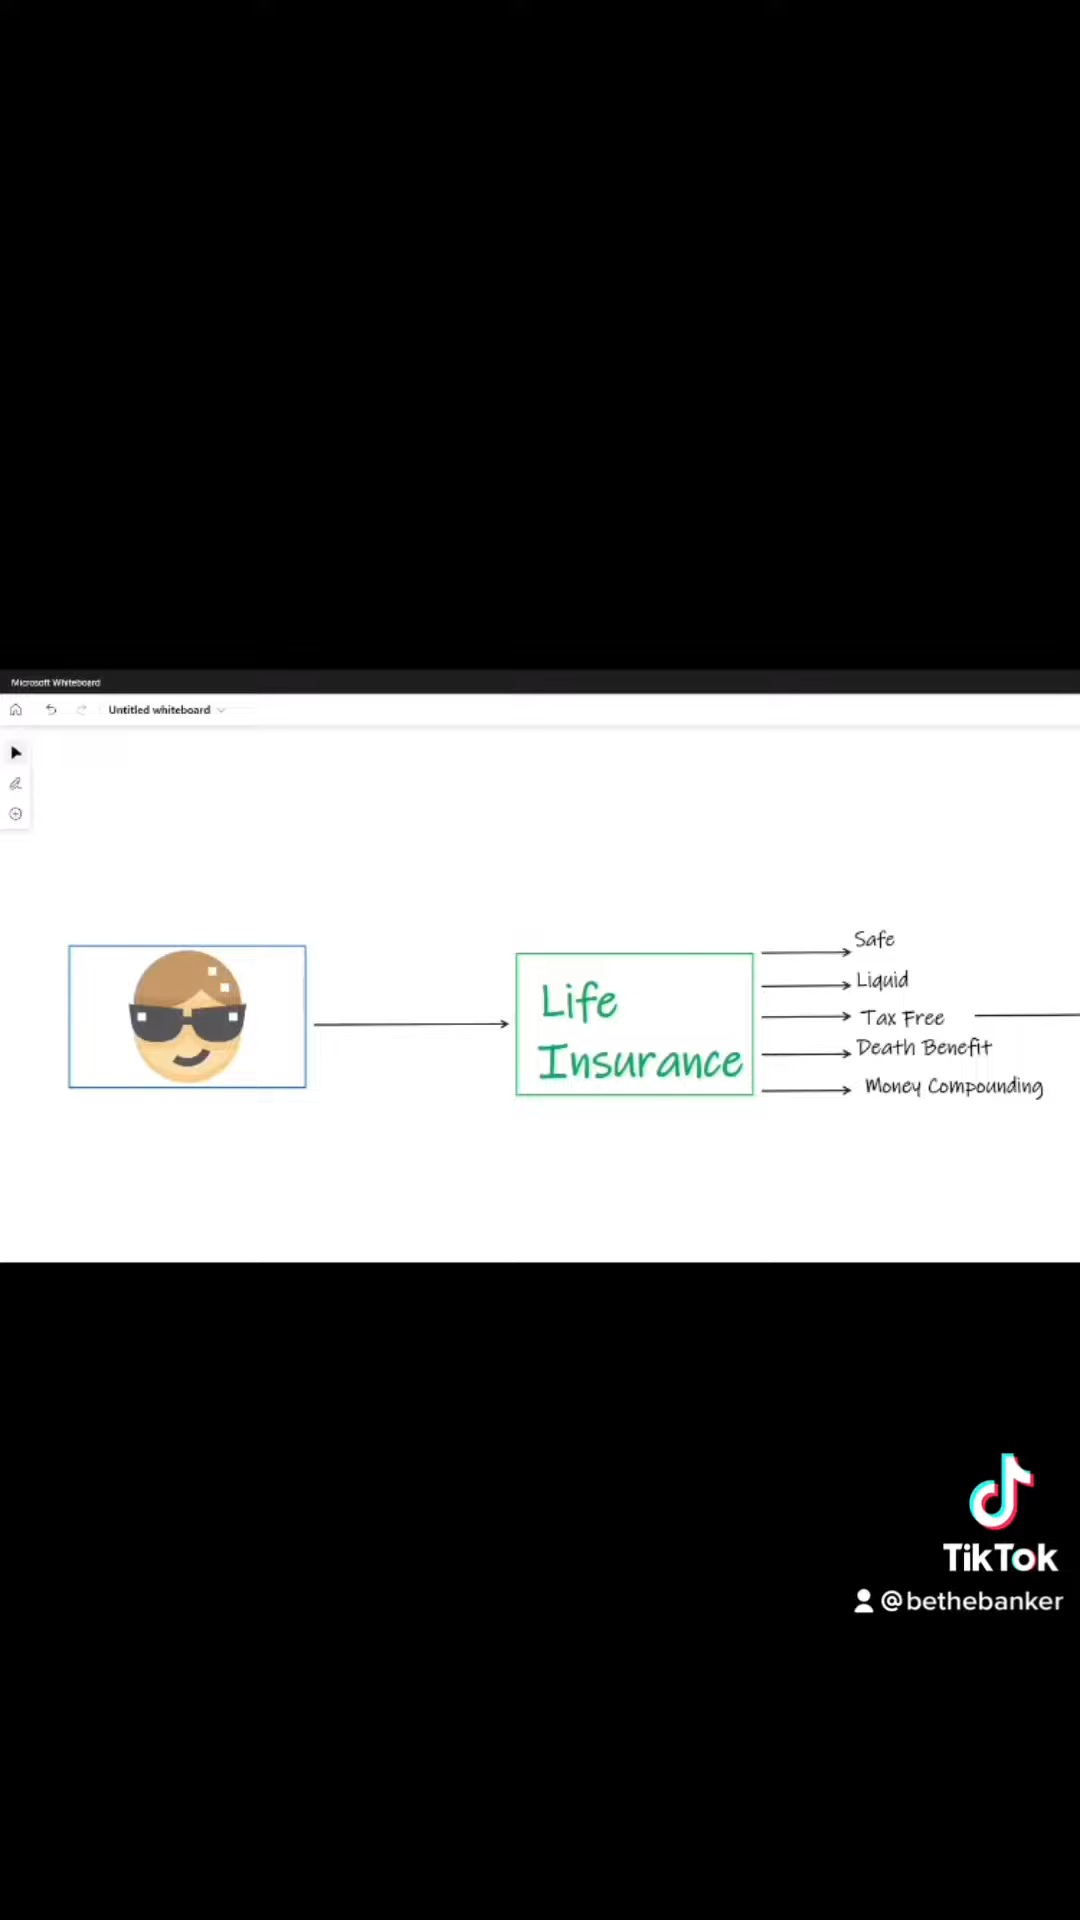 Microsoft Whiteboard
Untitled whiteboard
Safe
Liquid
Life
Insurance
Tax Free
Death Benefit
Money Compounding
TikTok
@bethebanker